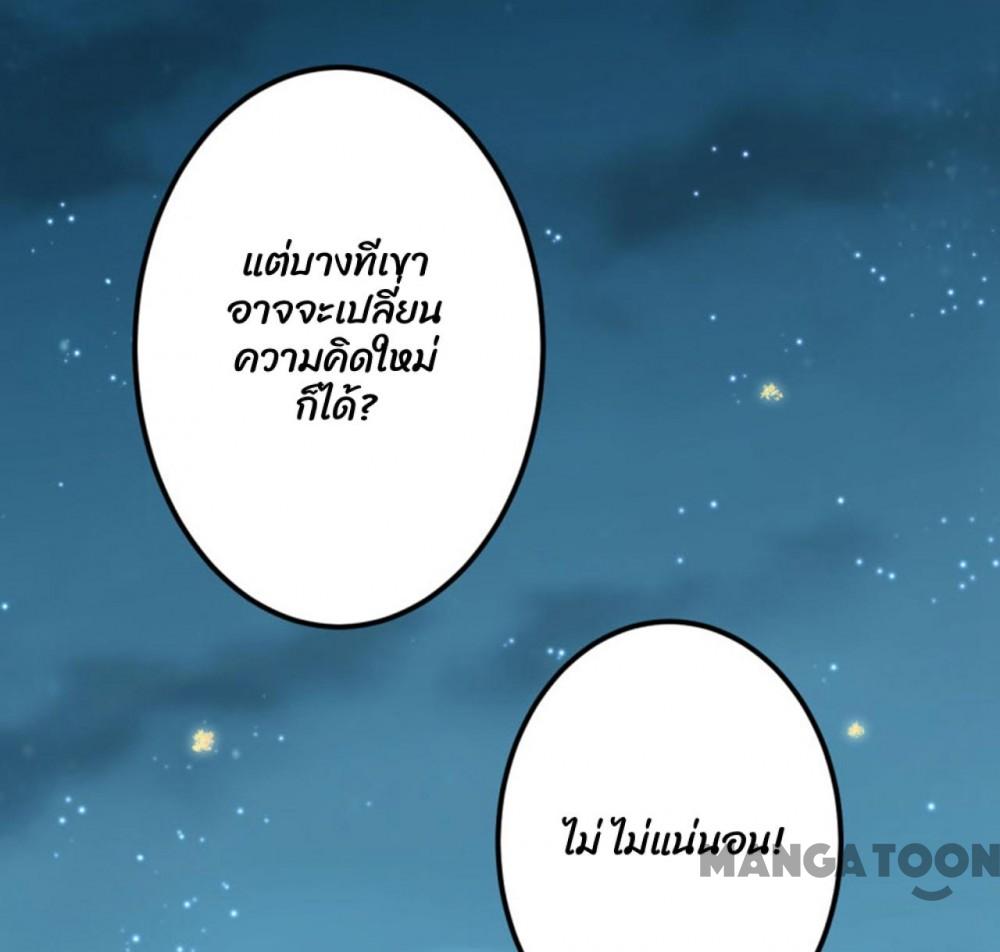 แต่บางทีเขา
อาจจะเปลี่ยน
ความคิดใหม่
ก็ได้?
ไม่ ไม่แน่นอน!
MANGATOON